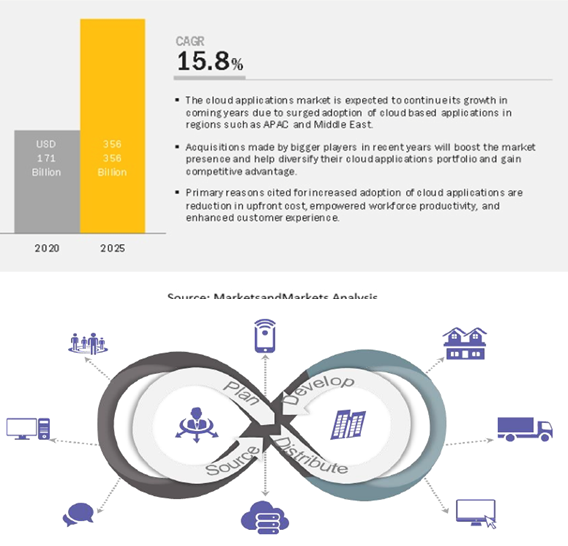 CAGR
15.8%
The cloud applications market is expected to continue its growth in
coming years due to surged adoption of cloud based applications in
regions such as APAC and Middle East.
Acquisitions made by bigger players in recent years will boost the market
presence and help diversify their cloud applications portfolio and gain
competitive advantage.
Primary reasons cited for increased adoption of cloud applications are
reduction in upfront cost, empowered workforce productivity, and
enhanced customer experience.
USD
171
Billion
356
356
Billion
2020
2025
Source: MarketsandMarkets Analysis
Plan
Develop
Source
Distribute